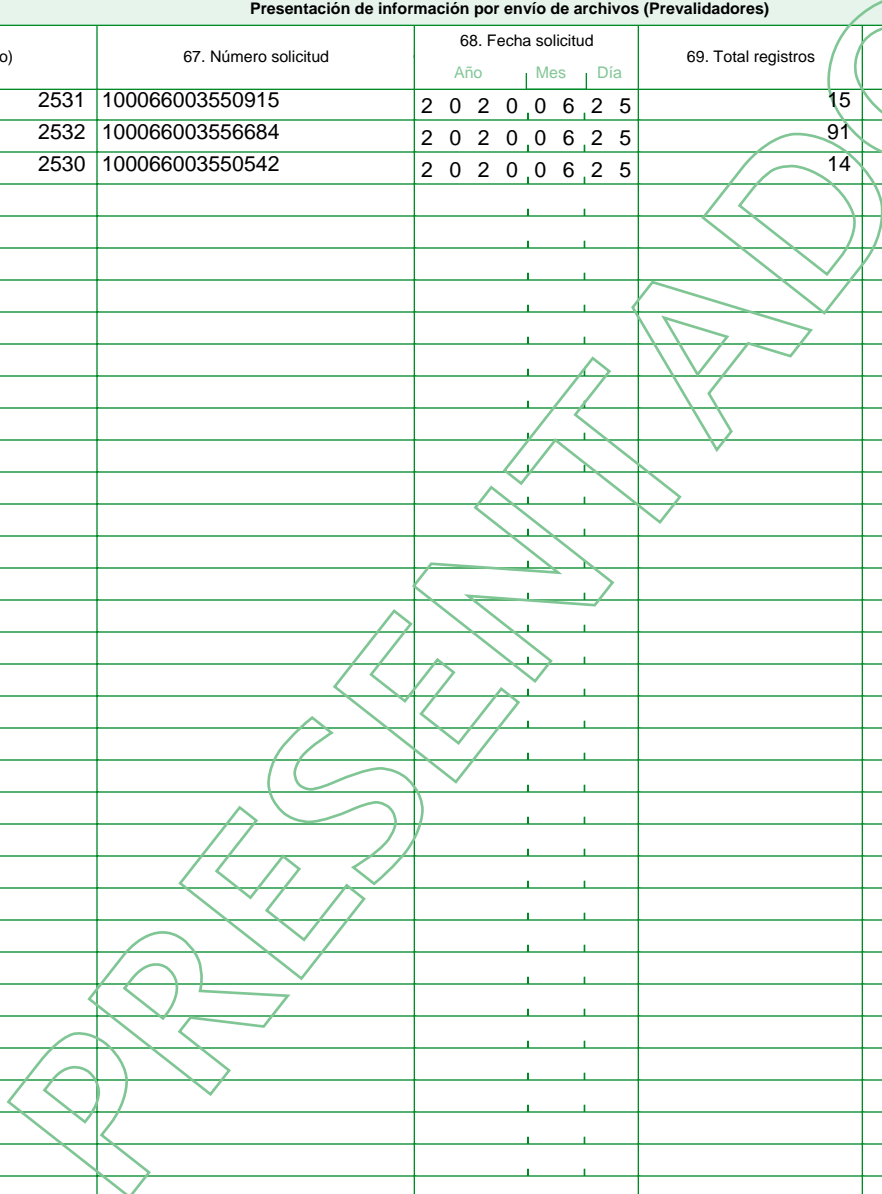 Presentación de información por envío de archivos (Prevalidadores)
o) 67. Número solicitud 68. Fecha solicitud 69. Total registros
Año Mes Día
2531 100066003550915 2 0 2 0 0 6 2 5 15
2532 100066003556684 2 0 2 0 0 6 2 5 91
2530 100066003550542 2 0 2 0 0 6 2 5 14
PRESENTADO